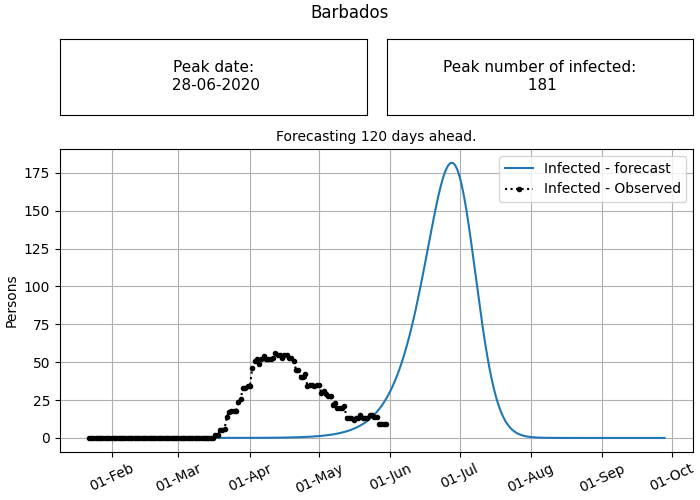 Barbados
Peak date:
28-06-2020
Peak number of infected:
181
Forecasting 120 days ahead.
Infected - forecast
Infected - Observed
Persons
175
150
125
100
75
50
25
0
01-Feb
01-Mar
01-Apr
01-May
01-Jun
01-Jul
01-Aug
01-Sep
01-Oct